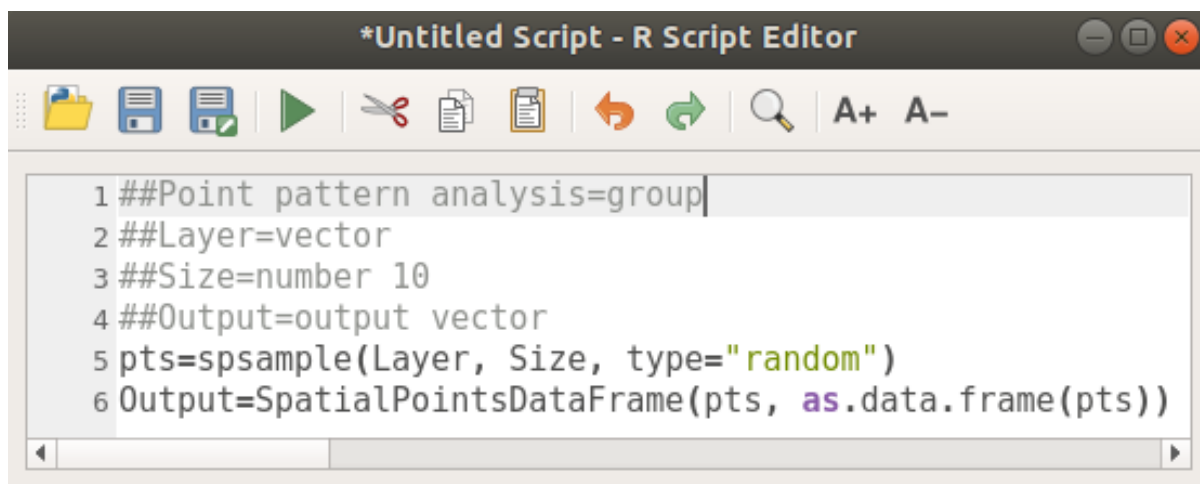 *Untitled Script - R Script Editor
A+ A-
1 ##Point pattern analysis=group
2 ##Layer=vector
3 ##Size=number 10
4 ##Output=output vector
5 pts=spsample(Layer, Size, type="random")
6 Output=SpatialPointsDataFrame(pts, as.data.frame(pts))